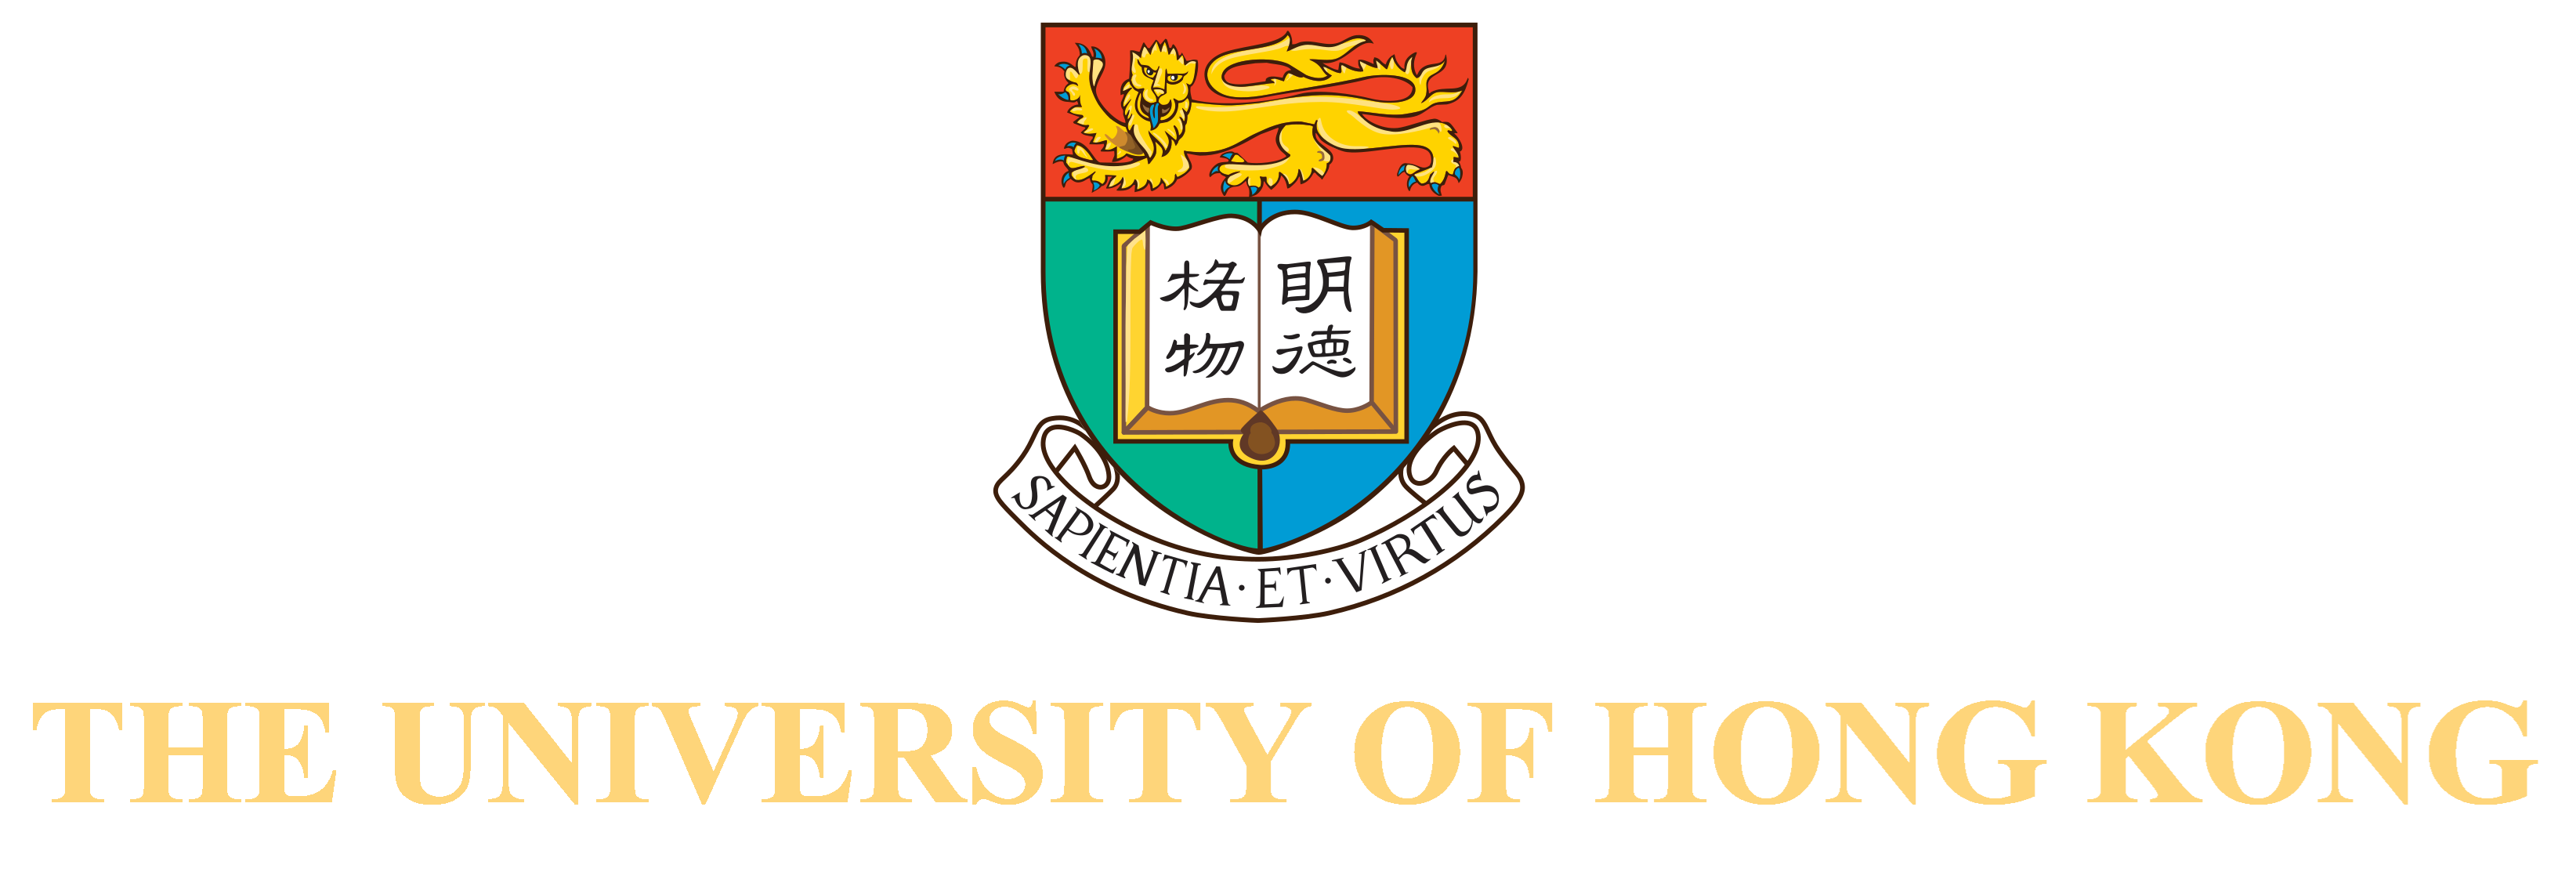 明德
格物
SAPIENTIA·ET·VIRTUS
THE UNIVERSITY OF HONG KONG